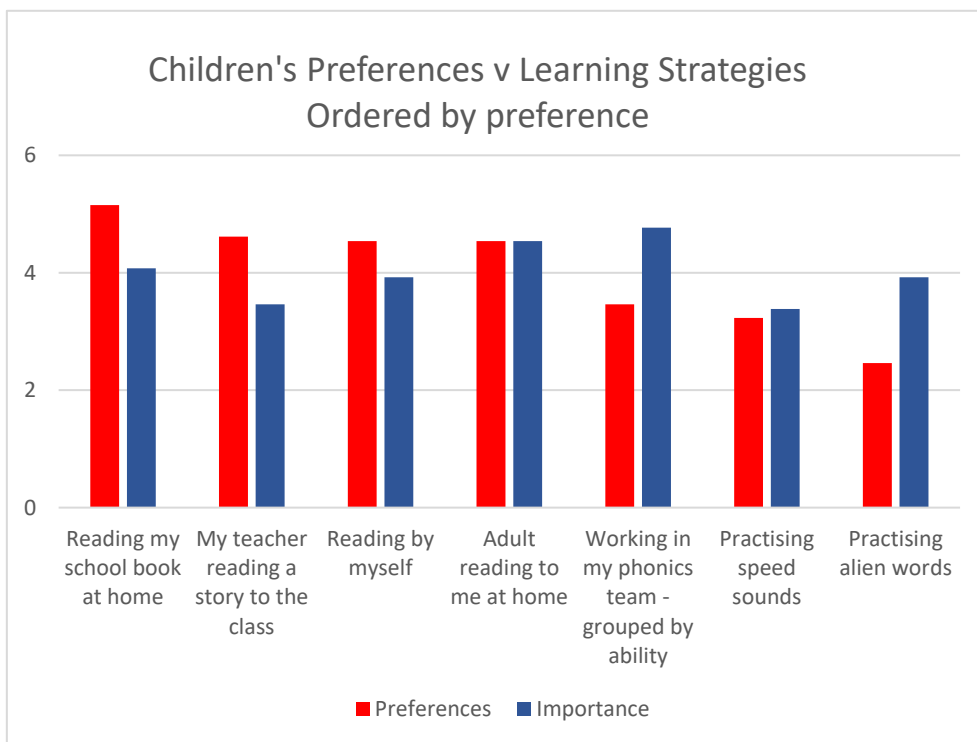 Children's Preferences v Learning Strategies
Ordered by preference
6
4
2
0
Reading my
school book
at home
My teacher
reading a
story to the
class
Reading by
myself
Adult
reading to
me at home
Working in
my phonics
team -
grouped by
ability
Practising
speed
sounds
Practising
alien words
Preferences
Importance